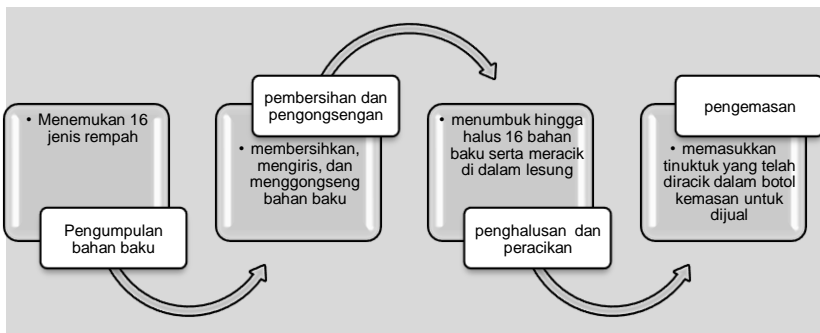 • Menemukan 16
jenis rempah
Pengumpulan
bahan baku
pembersihan dan
pengongsengan
• membersihkan,
mengiris, dan
menggongseng
bahan baku
• menumbuk hingga
halus 16 bahan
baku serta meracik
di dalam lesung
penghalusan dan
peracikan
pengemasan
• memasukkan
tinuktuk yang telah
diracik dalam botol
kemasan untuk
dijual